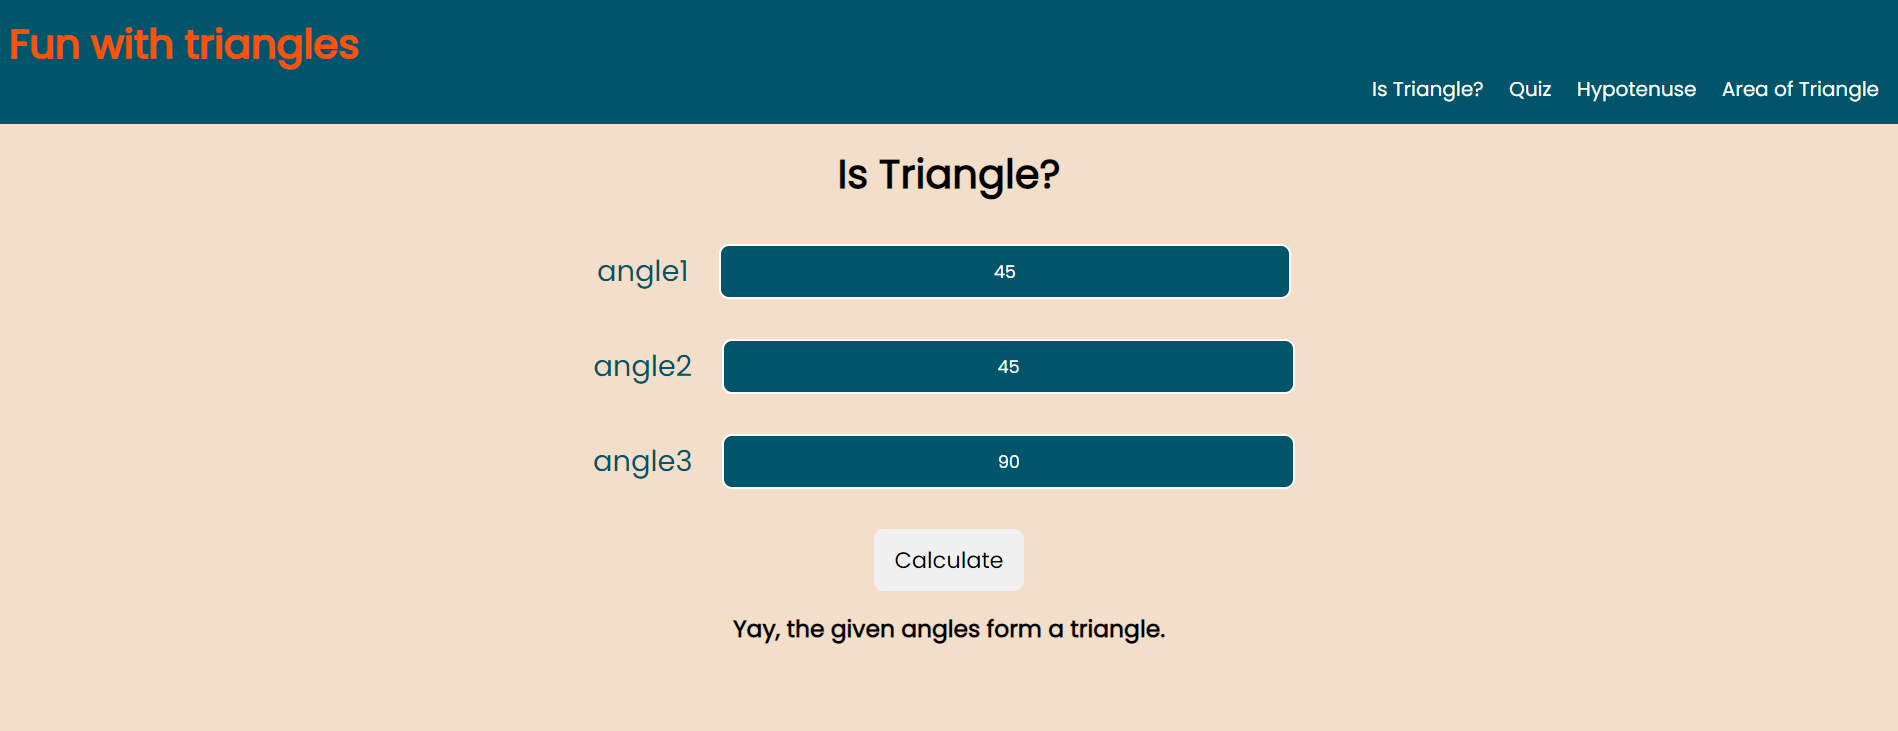 Fun with triangles
Is Triangle? Quiz Hypotenuse Area of Triangle
Is Triangle?
angle1 45
angle2 45
angle3 90
Calculate
Yay, the given angles form a triangle.